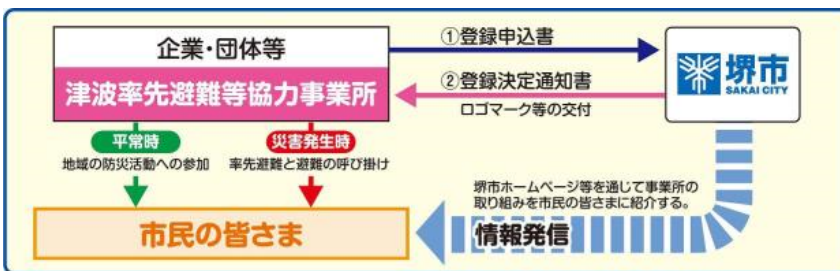 企業・団体等
津波率先避難等協力事業所
①登録申込書
②登録決定通知書
ロゴマーク等の交付
堺市
SAKAI CITY
平常時
地域の防災活動への参加
災害発生時
率先避難と避難の呼び掛け
堺市ホームページ等を通じて事業所の
取り組みを市民の皆さまに紹介する。
市民の皆さま
情報発信